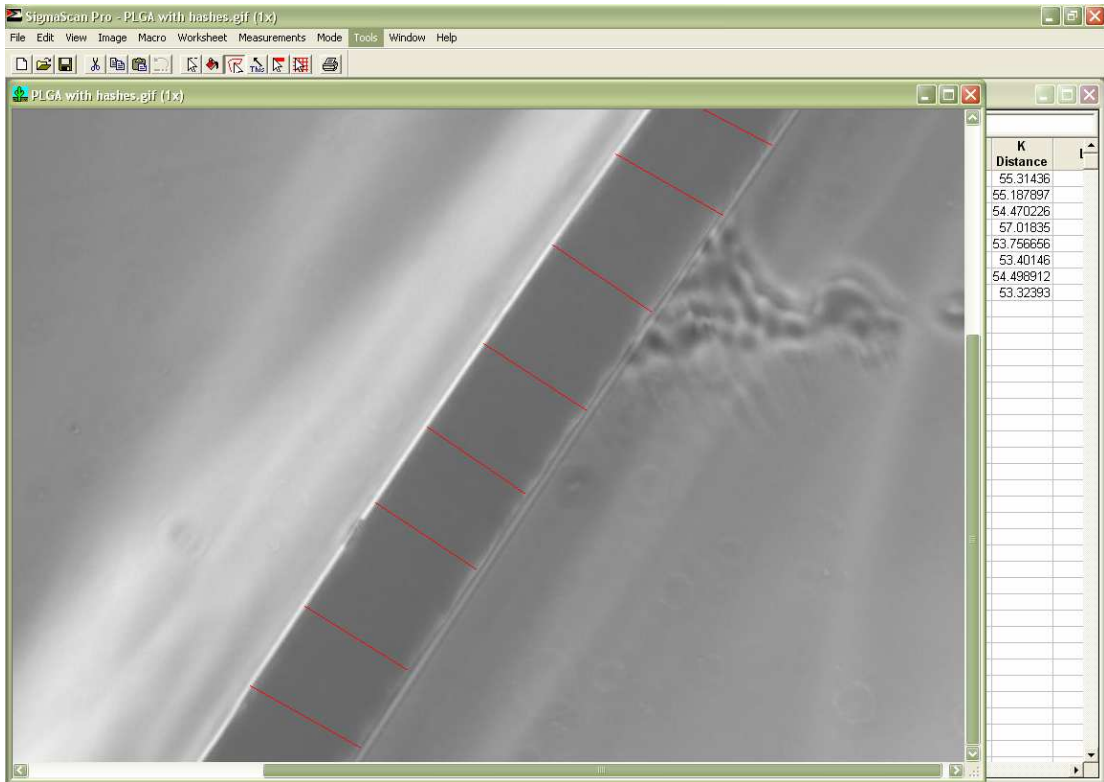 SigmaScan Pro - PLGA with hashes.gif (1x)
File Edit View Image Macro Worksheet Measurements Mode Tools Window Help
PLGA with hashes.gif (1x)
K
Distance
55.31436
55.187897
54.470226
57.01835
53.756656
53.40146
54.498912
53.32393